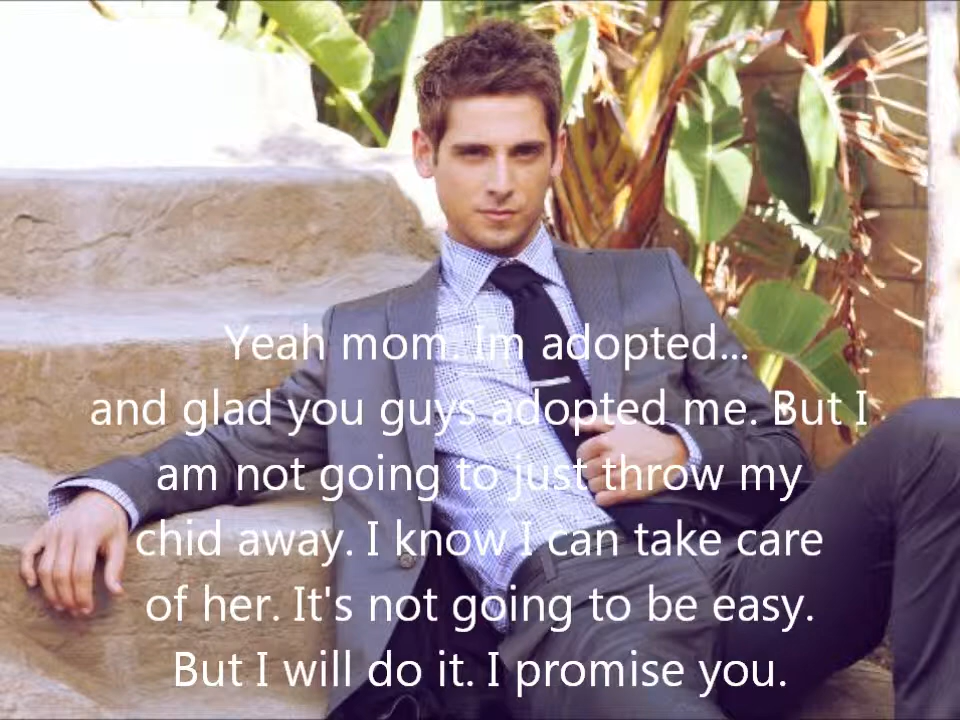 Yeah mom. Im adopted...
and glad you guys adopted me. But I
am not going to just throw my
chid away. I know I can take care
of her. It's not going to be easy.
But I will do it. I promise you.